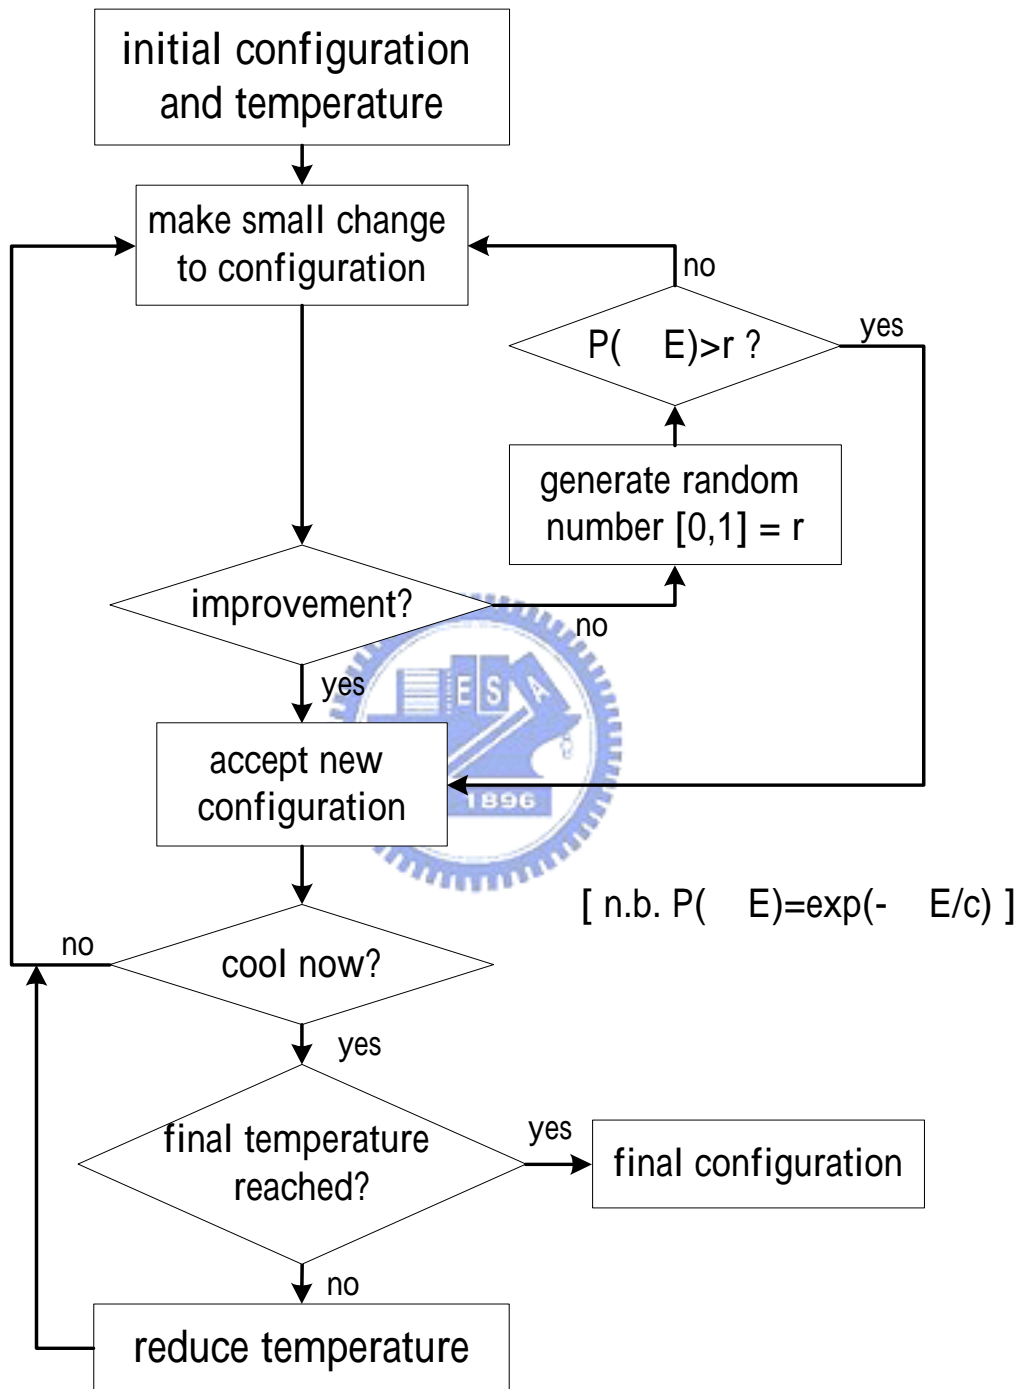 initial configuration
and temperature
make small change
to configuration
no
P( E)>r ?
yes
generate random
number [0,1] = r
improvement?
no
yes
E S A
accept new
configuration
1896
[ n.b. P( E)=exp(- E/c) ]
no
cool now?
yes
final temperature
reached?
yes
final configuration
no
reduce temperature